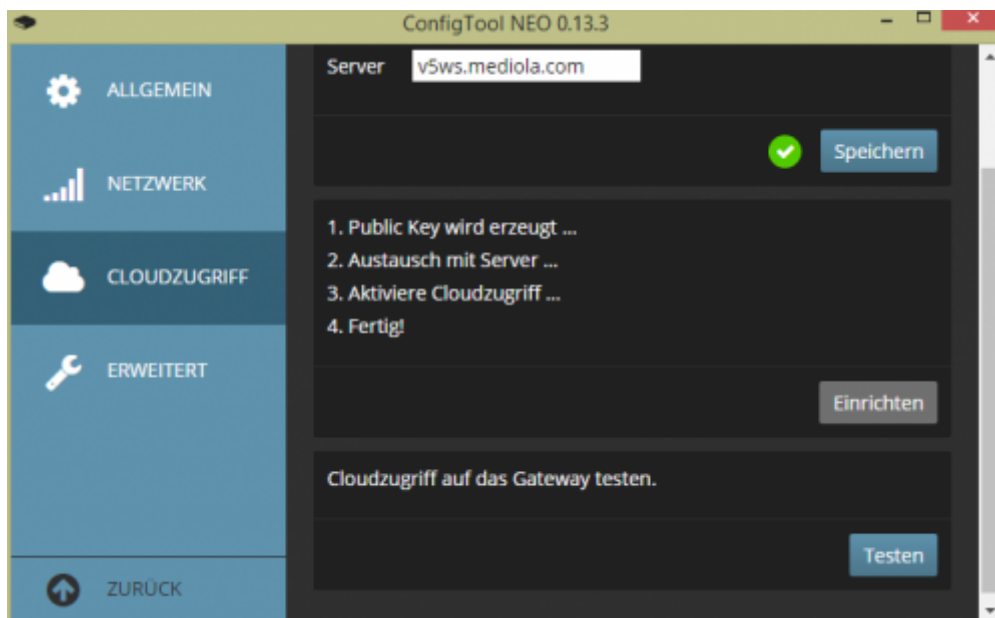 ConfigTool NEO 0.13.3
ALLGEMEIN
NETZWERK
CLOUDZUGRIFF
ERWEITERT
ZURÜCK
Server v5ws.mediola.com
Speichern
1. Public Key wird erzeugt ...
2. Austausch mit Server ...
3. Aktiviere Cloudzugriff ...
4. Fertig!
Einrichten
Cloudzugriff auf das Gateway testen.
Testen